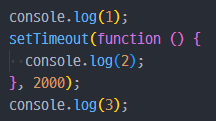 console.log(1);
setTimeout(function () {
  console.log(2);
}, 2000);
console.log(3);